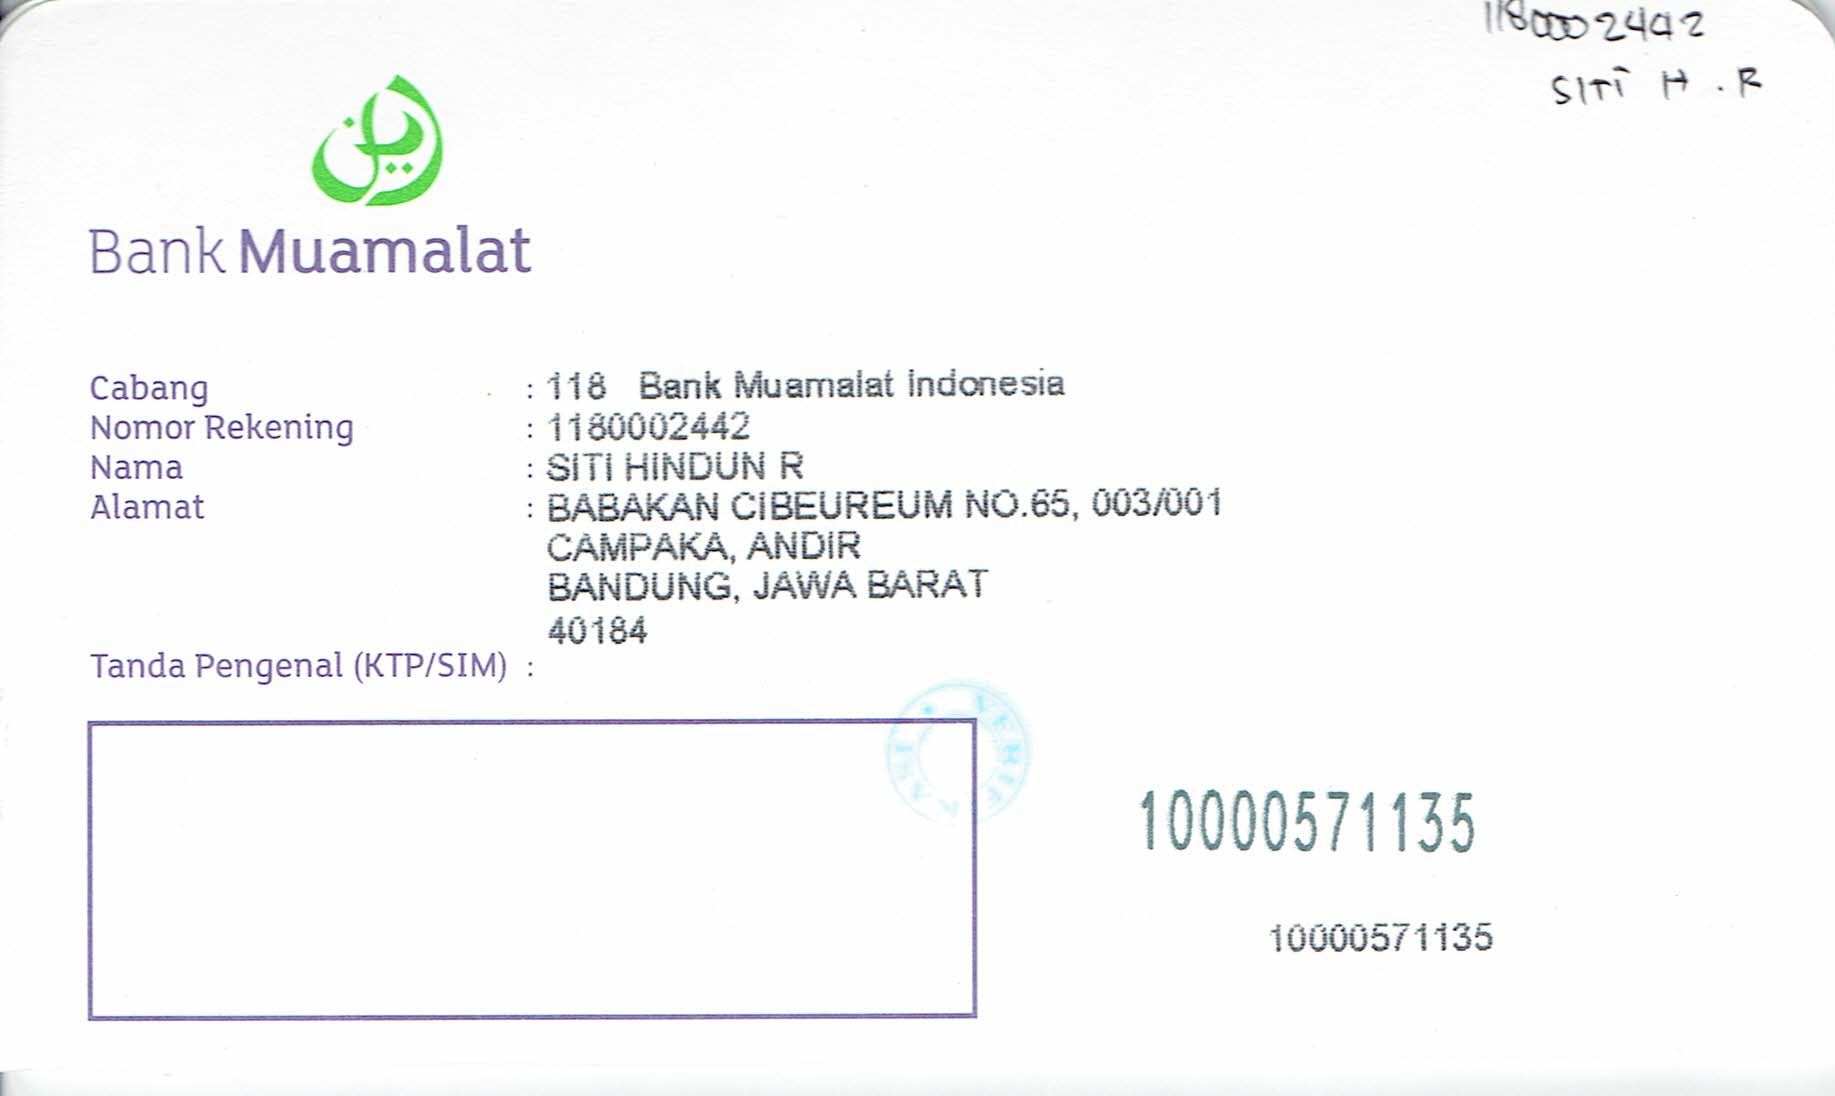 1180002442
SITI H . R
Bank Muamalat
Cabang : 118 Bank Muamalat Indonesia
Nomor Rekening : 1180002442
Nama : SITI HINDUN R
Alamat : BABAKAN CIBEUREUM NO.65, 003/001
CAMPAKA, ANDIR
BANDUNG, JAWA BARAT
40184
Tanda Pengenal (KTP/SIM) :
10000571135
10000571135